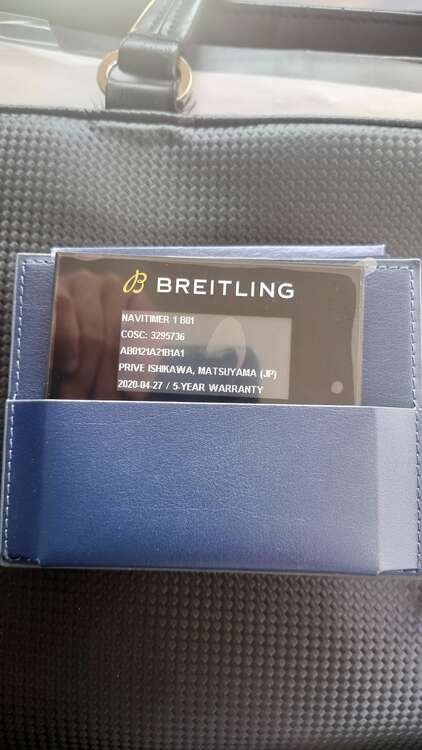 BREITLING
NAVITIMER 1 B01
COSC: 3295736
AB0121A21B1A1
PRIVE ISHIKAWA, MATSUYAMA (JP)
2020-04-27 / 5-YEAR WARRANTY